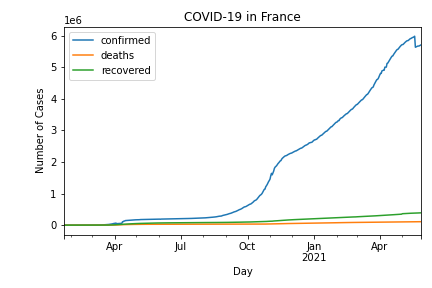 COVID-19 in France
1e6
confirmed
deaths
recovered
Number of Cases
6
5
4
3
2
1
0
Apr
Jul
Oct
Jan
2021
Apr
Day